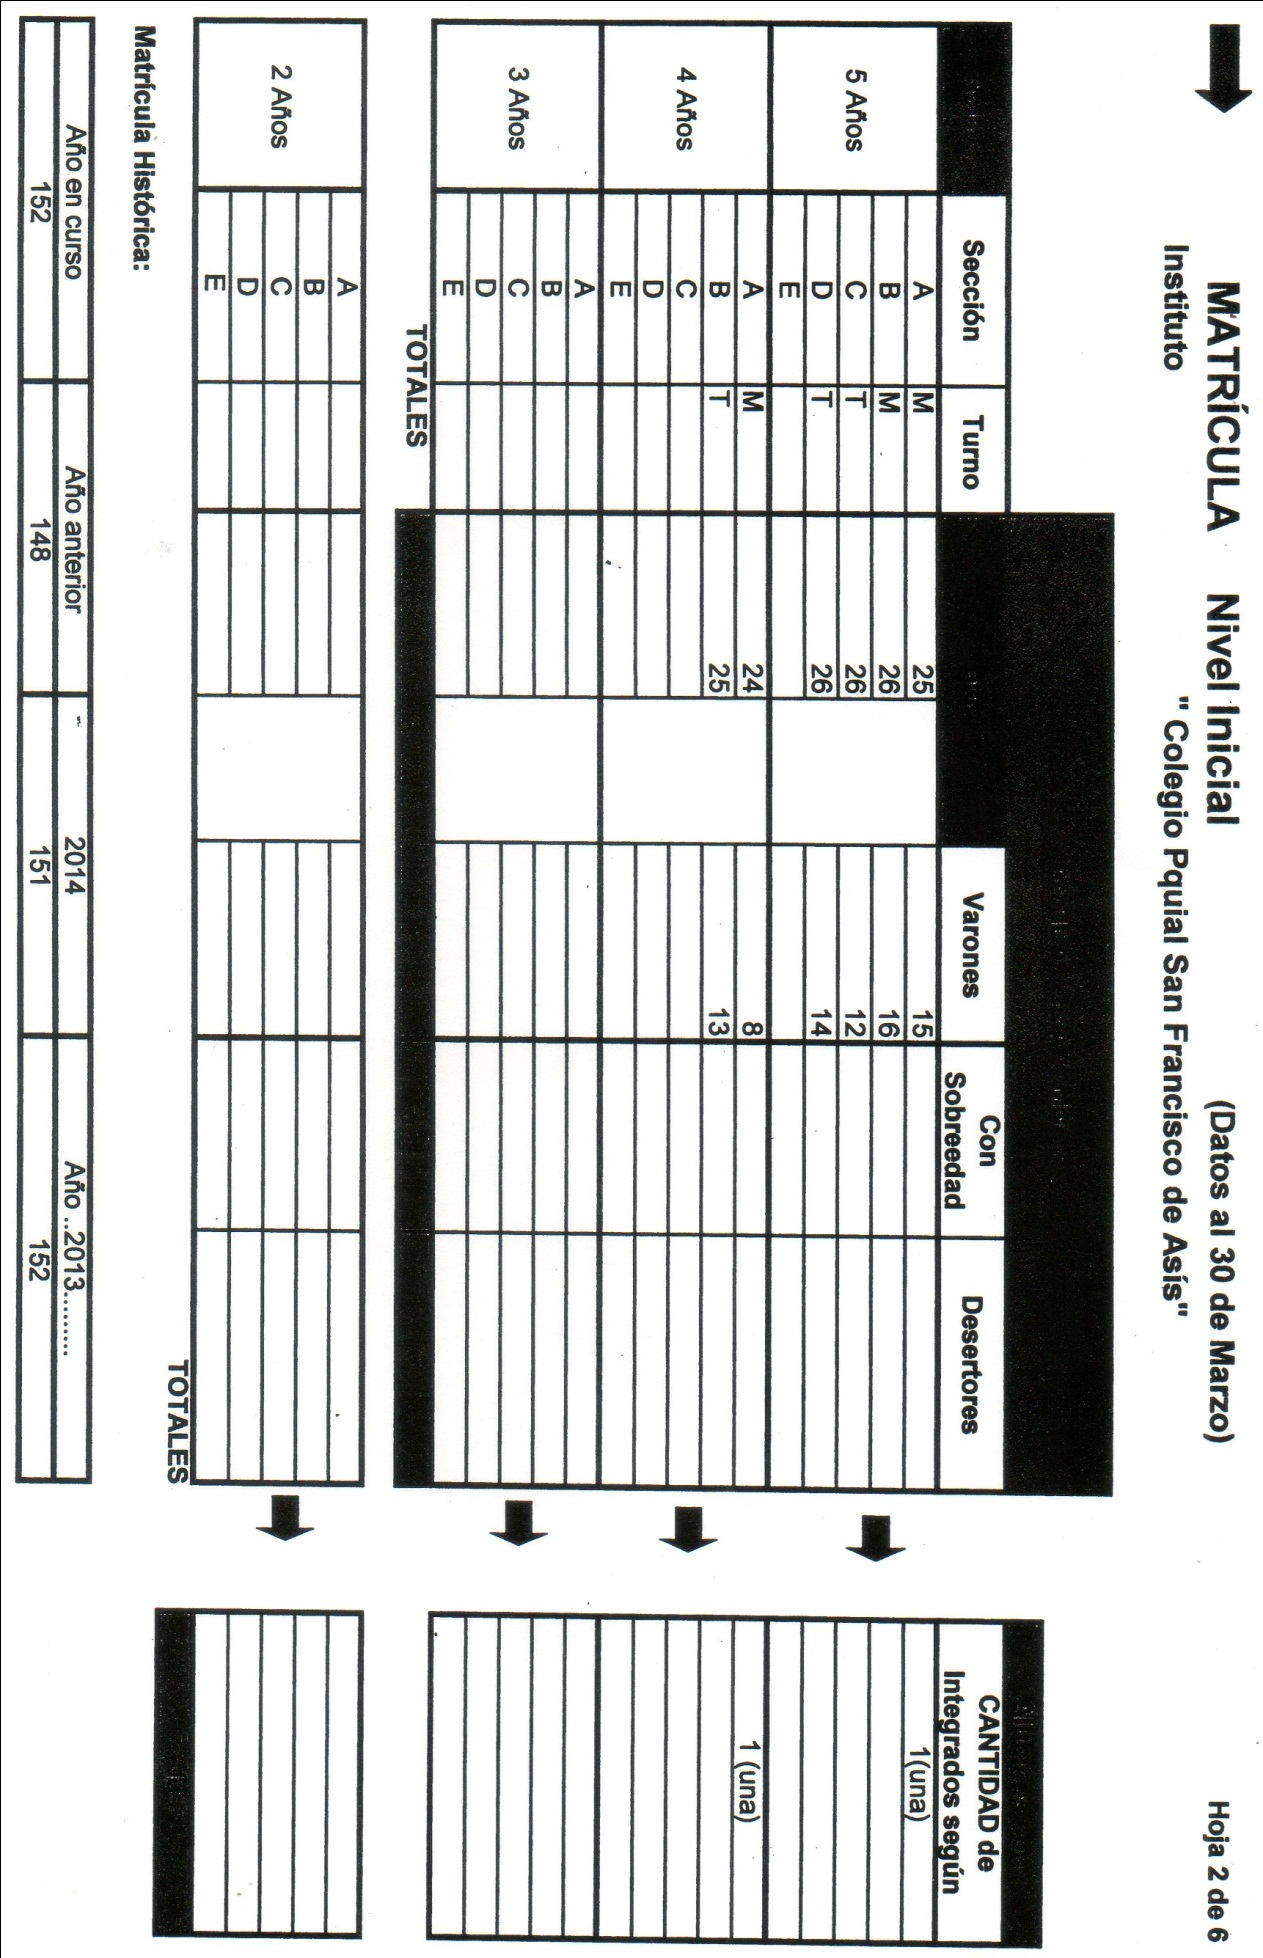 MATRÍCULA Nivel Inicial (Datos al 30 de Marzo) Hoja 2 de 6
Instituto " Colegio Pquial San Francisco de Asís"
Sección Turno Varones Con Sobreedad Desertores CANTIDAD de Integrados según
5 Años
A M 25 15 1(una)
B M 26 16
C T 26 12
D T 26 14
E
4 Años
A M 24 8 1 (una)
B T 25 13
C
D
E
3 Años
A
B
C
D
E
TOTALES
2 Años
A
B
C
D
E
TOTALES
Matrícula Histórica:
Año en curso Año anterior 2014 Año ..2013.........
152 148 151 152